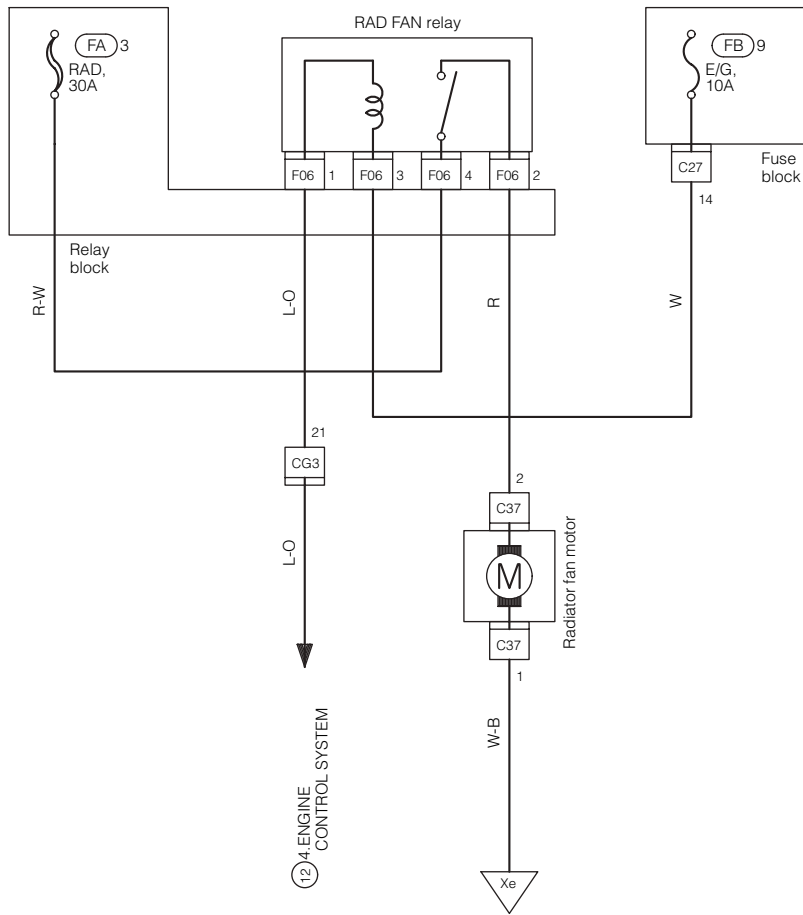 RAD FAN relay
FA 3
RAD,
30A
FB 9
E/G,
10A
F06 1
F06 3
F06 4
F06 2
C27
Fuse
block
14
Relay
block
R-W
L-O
R
W
21
CG3
2
C37
L-O
M
Radiator fan motor
C37
1
W-B
12 4.ENGINE
CONTROL SYSTEM
Xe